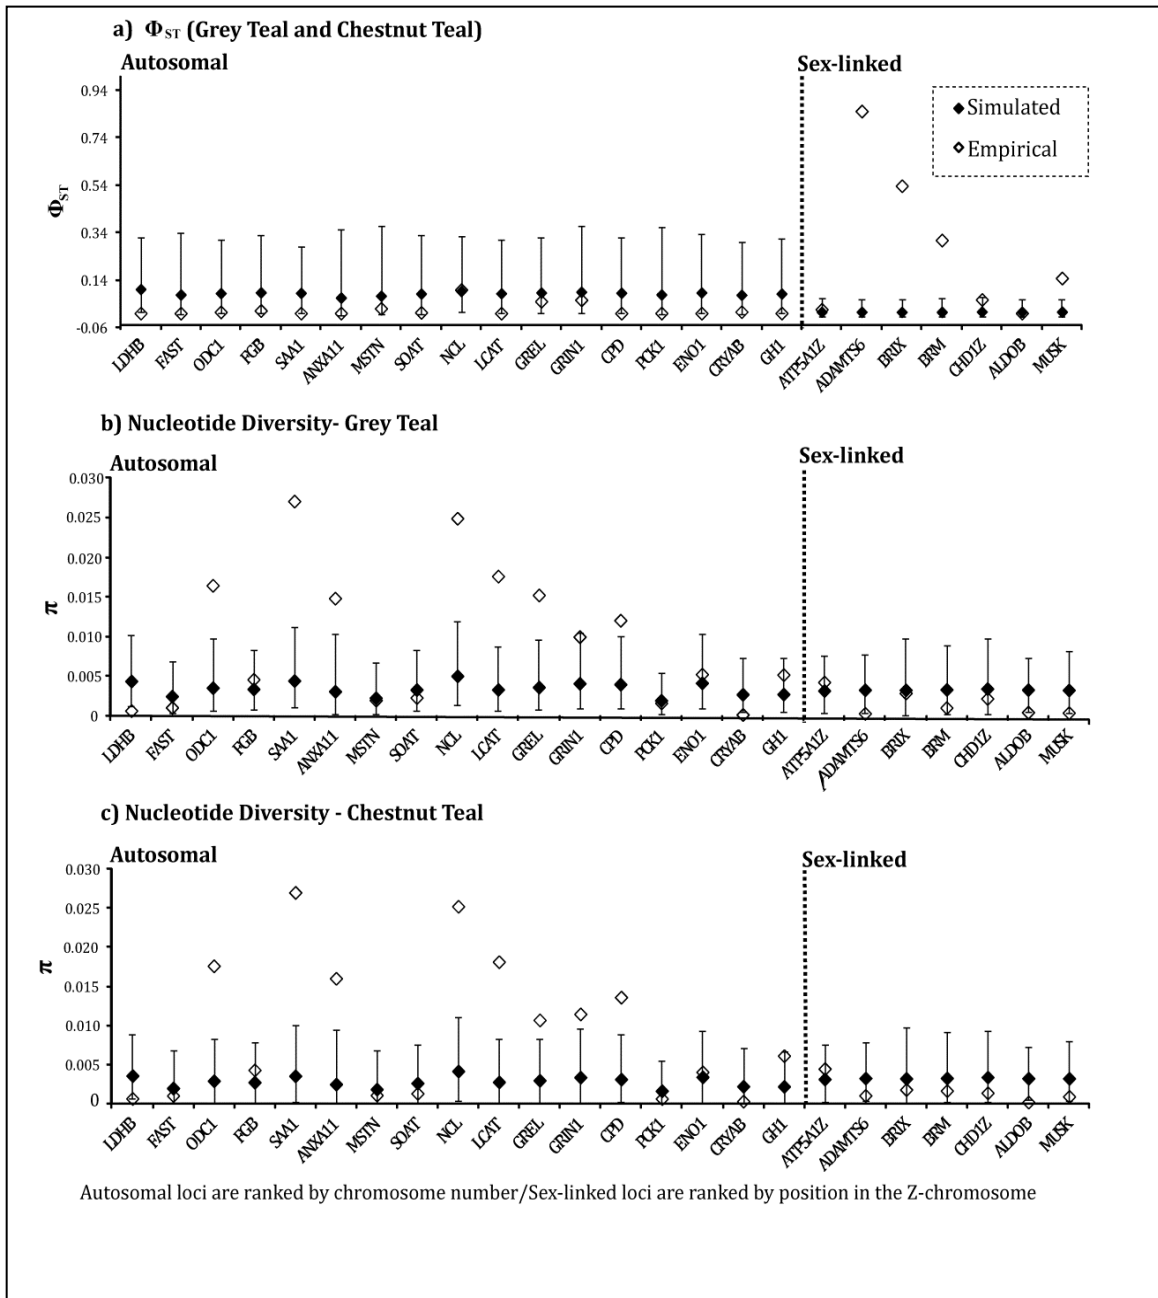 a) ΦST (Grey Teal and Chestnut Teal)
Autosomal
Sex-linked
Simulated
Empirical
ΦST
0.94
0.74
0.54
0.34
0.14
-0.06
LDHB FAST ODC1 FGB SAA1 ANXA11 MSTN SOAT NCL LCAT GREL GRIN1 CPD PCK1 ENO1 CRYAB GH1 ATP5A1Z ADAMTS6 BRIX BRM CHD1Z ALDOB MUSK
b) Nucleotide Diversity- Grey Teal
Autosomal
Sex-linked
π
0.030
0.025
0.020
0.015
0.010
0.005
0
LDHB FAST ODC1 FGB SAA1 ANXA11 MSTN SOAT NCL LCAT GREL GRIN1 CPD PCK1 ENO1 CRYAB GH1 ATP5A1Z ADAMTS6 BRIX BRM CHD1Z ALDOB MUSK
c) Nucleotide Diversity - Chestnut Teal
Autosomal
Sex-linked
π
0.030
0.025
0.020
0.015
0.010
0.005
0
LDHB FAST ODC1 FGB SAA1 ANXA11 MSTN SOAT NCL LCAT GREL GRIN1 CPD PCK1 ENO1 CRYAB GH1 ATP5A1Z ADAMTS6 BRIX BRM CHD1Z ALDOB MUSK
Autosomal loci are ranked by chromosome number/Sex-linked loci are ranked by position in the Z-chromosome